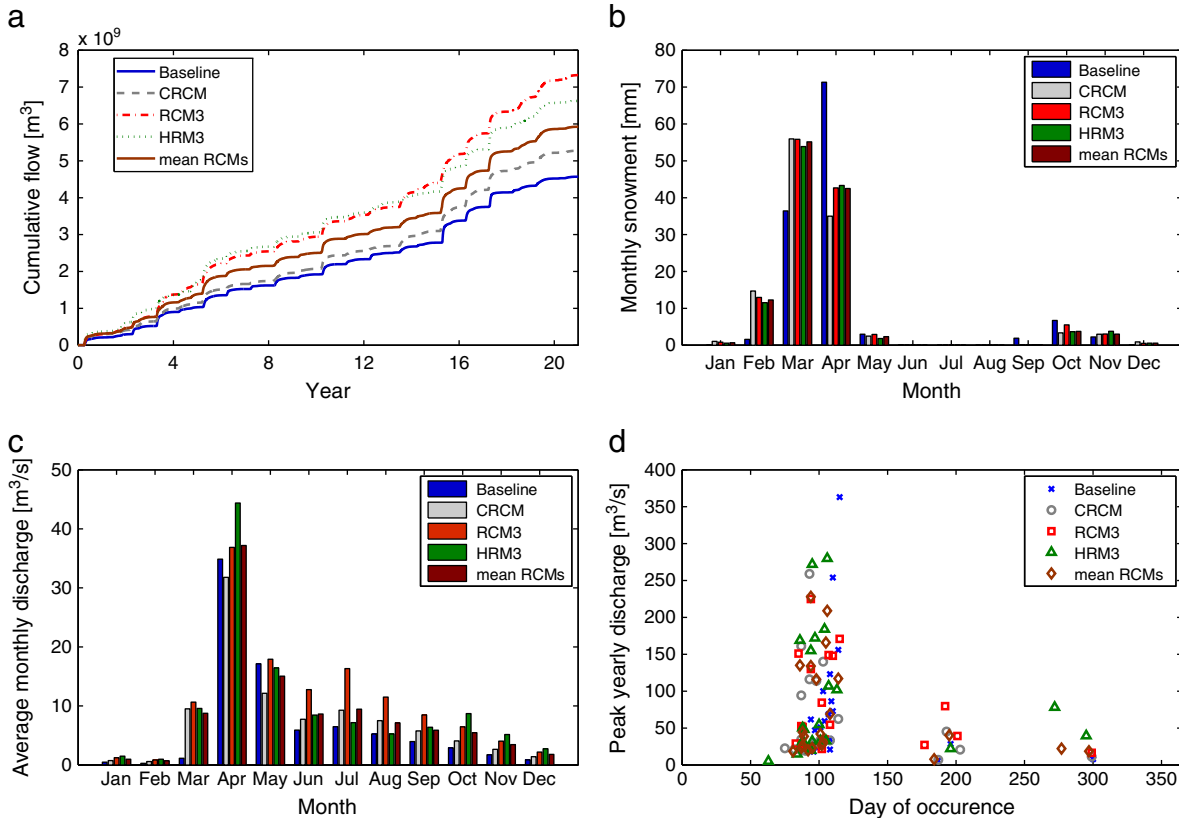 a
x 10⁹
8
7
6
5
4
3
2
1
0
Cumulative flow [m³]
Baseline
CRCM
RCM3
HRM3
mean RCMs
0 4 8 12 16 20
Year
b
80
70
60
50
40
30
20
10
0
Monthly snowment [mm]
Baseline
CRCM
RCM3
HRM3
mean RCMs
Jan Feb Mar Apr May Jun Jul Aug Sep Oct Nov Dec
Month
c
50
40
30
20
10
0
Average monthly discharge [m³/s]
Baseline
CRCM
RCM3
HRM3
mean RCMs
Jan Feb Mar Apr May Jun Jul Aug Sep Oct Nov Dec
Month
d
400
350
300
250
200
150
100
50
0
Peak yearly discharge [m³/s]
Baseline
CRCM
RCM3
HRM3
mean RCMs
0 50 100 150 200 250 300 350
Day of occurence